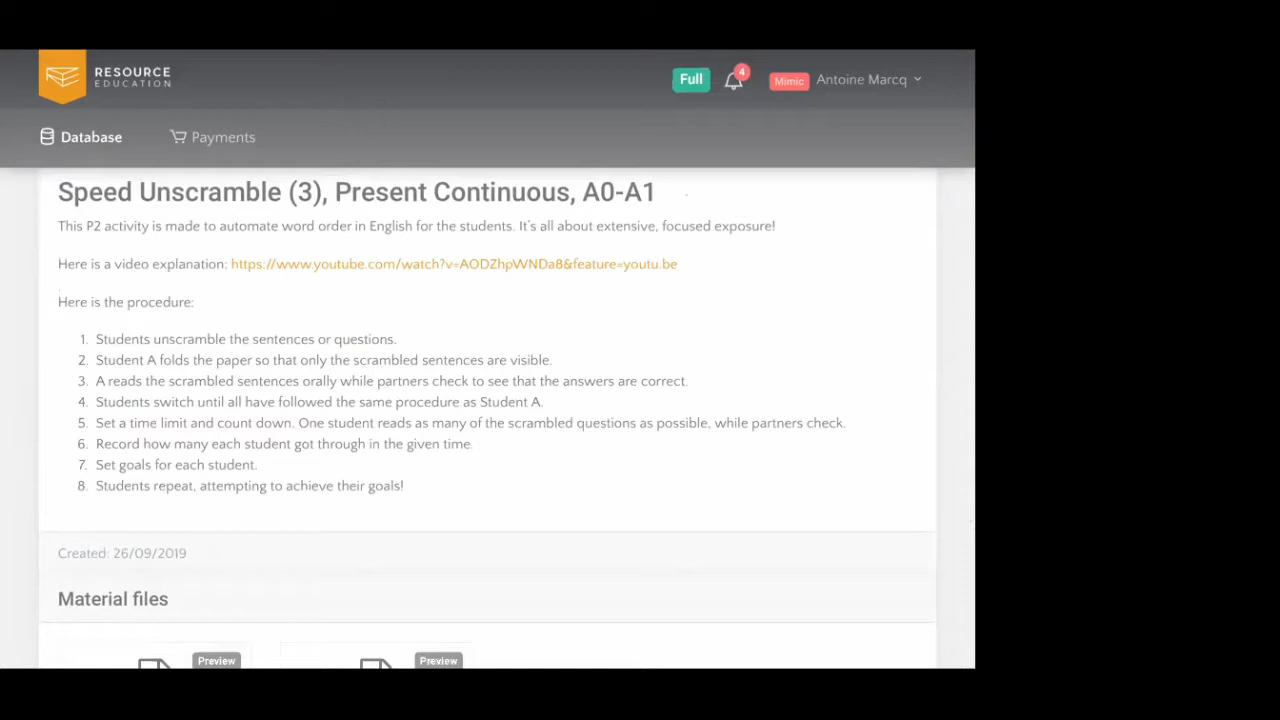 RESOURCE
EDUCATION
Full
4
Mimic
Antoine Marcq
Database
Payments
Speed Unscramble (3), Present Continuous, A0-A1
This P2 activity is made to automate word order in English for the students. It's all about extensive, focused exposure!
Here is a video explanation: https://www.youtube.com/watch?v=AODZhpWNDa8&feature=youtu.be
Here is the procedure:
1. Students unscramble the sentences or questions.
2. Student A folds the paper so that only the scrambled sentences are visible.
3. A reads the scrambled sentences orally while partners check to see that the answers are correct.
4. Students switch until all have followed the same procedure as Student A.
5. Set a time limit and count down. One student reads as many of the scrambled questions as possible, while partners check.
6. Record how many each student got through in the given time.
7. Set goals for each student.
8. Students repeat, attempting to achieve their goals!
Created: 26/09/2019
Material files
Preview
Preview